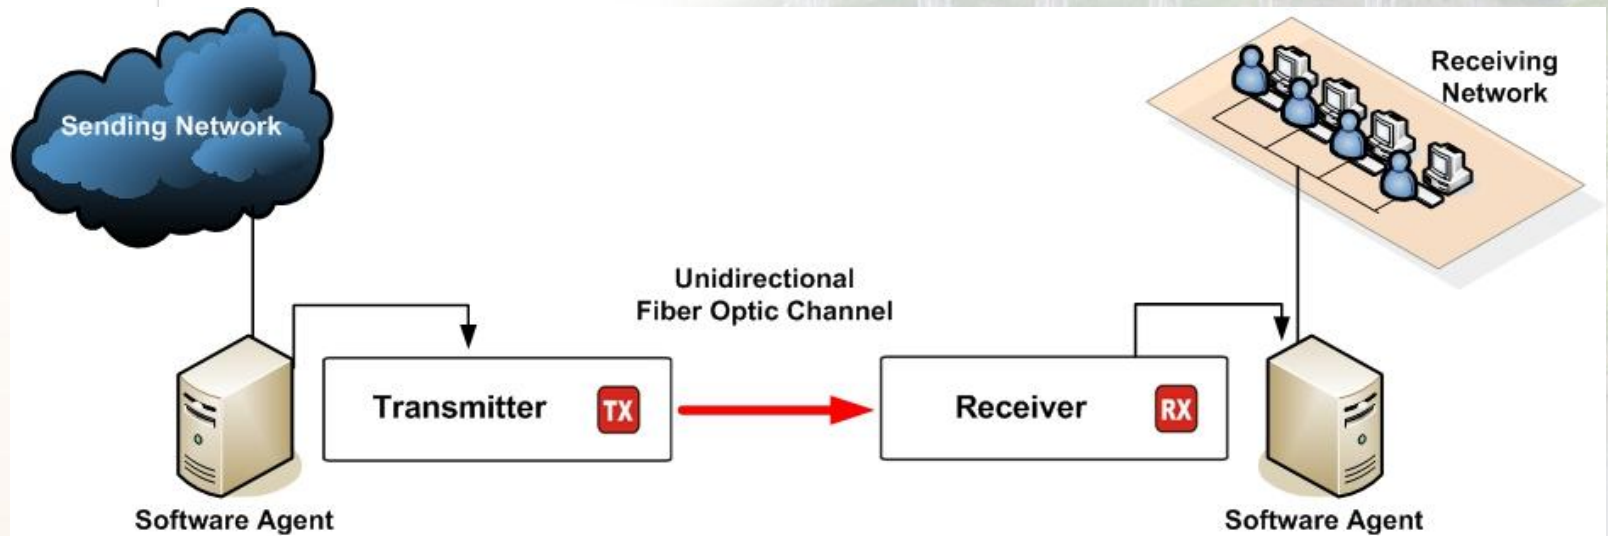 Sending Network
Receiving
Network
Unidirectional
Fiber Optic Channel
Transmitter
TX
Receiver
RX
Software Agent
Software Agent